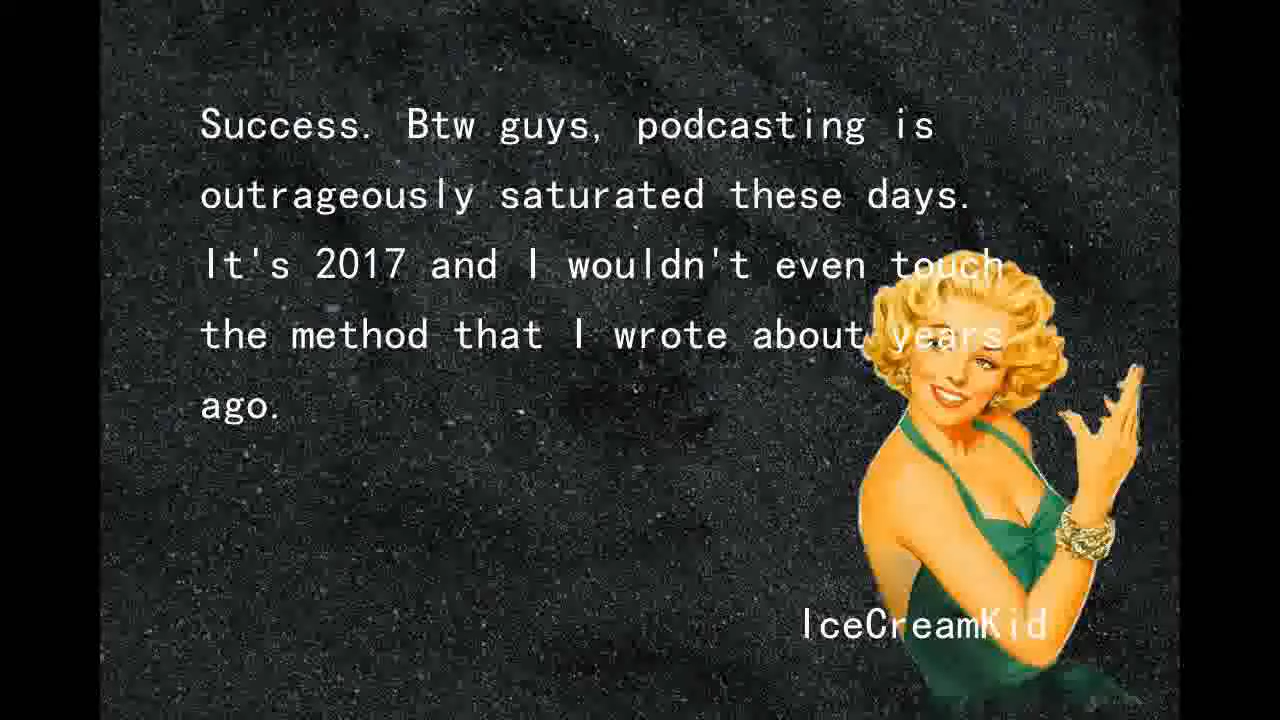 Success. Btw guys, podcasting is
outrageously saturated these days.
It's 2017 and I wouldn't even touch
the method that I wrote about years
ago.
IceCreamKid